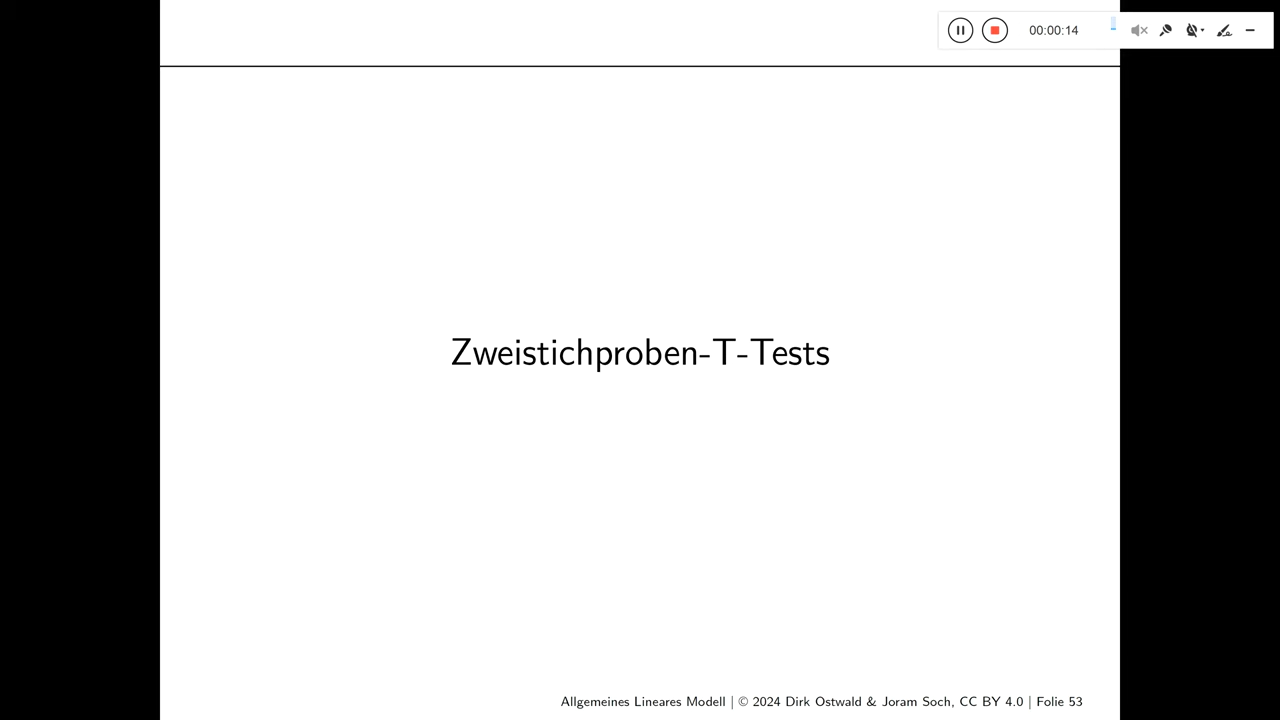 00:00:14
Zweistichproben-T-Tests
Allgemeines Lineares Modell | © 2024 Dirk Ostwald & Joram Soch, CC BY 4.0 | Folie 53